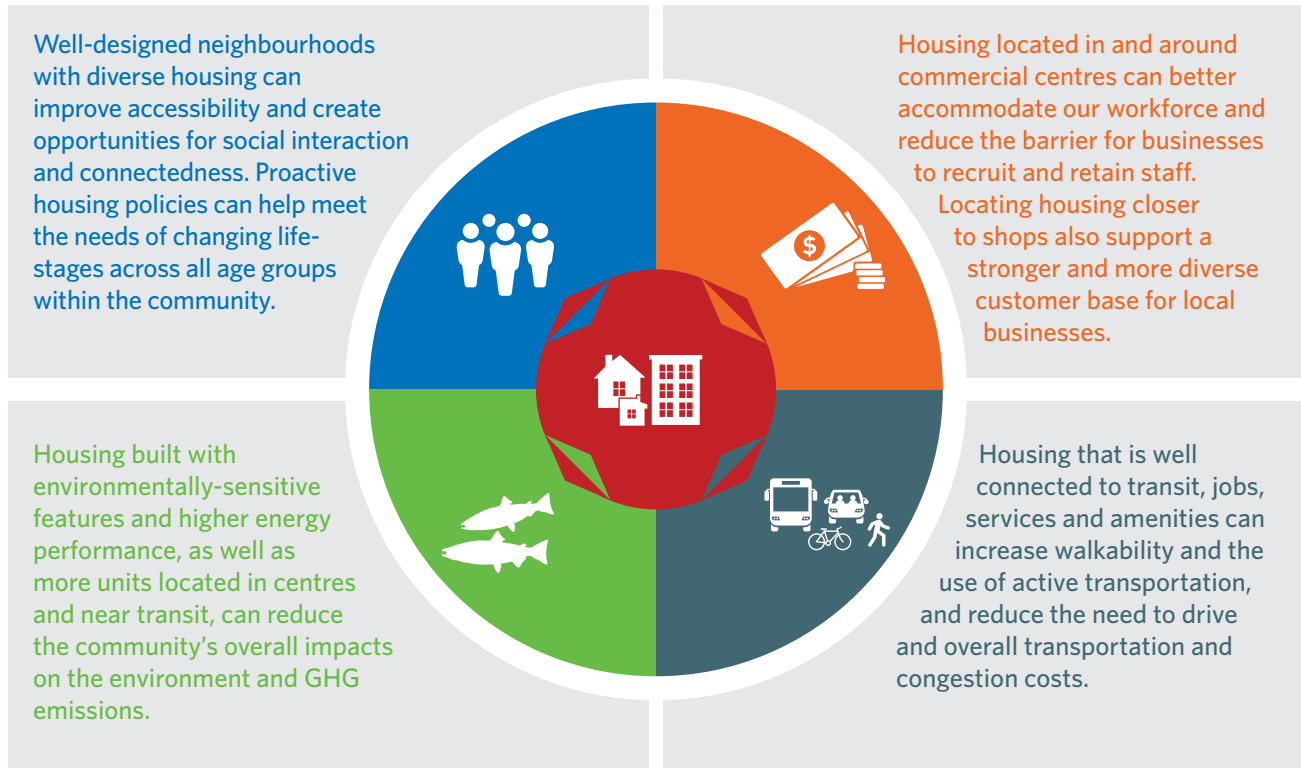 Well-designed neighbourhoods
with diverse housing can
improve accessibility and create
opportunities for social interaction
and connectedness. Proactive
housing policies can help meet
the needs of changing life-
stages across all age groups
within the community.
Housing located in and around
commercial centres can better
accommodate our workforce and
reduce the barrier for businesses
to recruit and retain staff.
Locating housing closer
to shops also support a
stronger and more diverse
customer base for local
businesses.
$
Housing built with
environmentally-sensitive
features and higher energy
performance, as well as
more units located in centres
and near transit, can reduce
the community's overall impacts
on the environment and GHG
emissions.
Housing that is well
connected to transit, jobs,
services and amenities can
increase walkability and the
use of active transportation,
and reduce the need to drive
and overall transportation and
congestion costs.